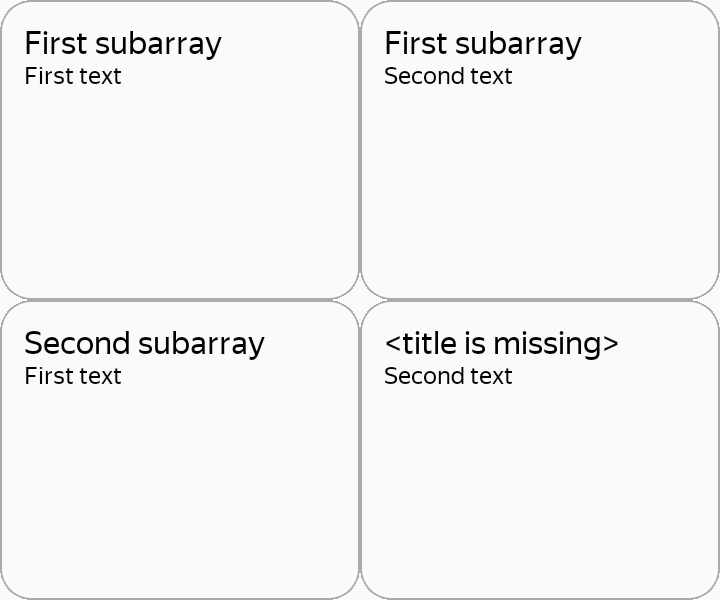 First subarray
First text
First subarray
Second text
Second subarray
First text
<title is missing>
Second text